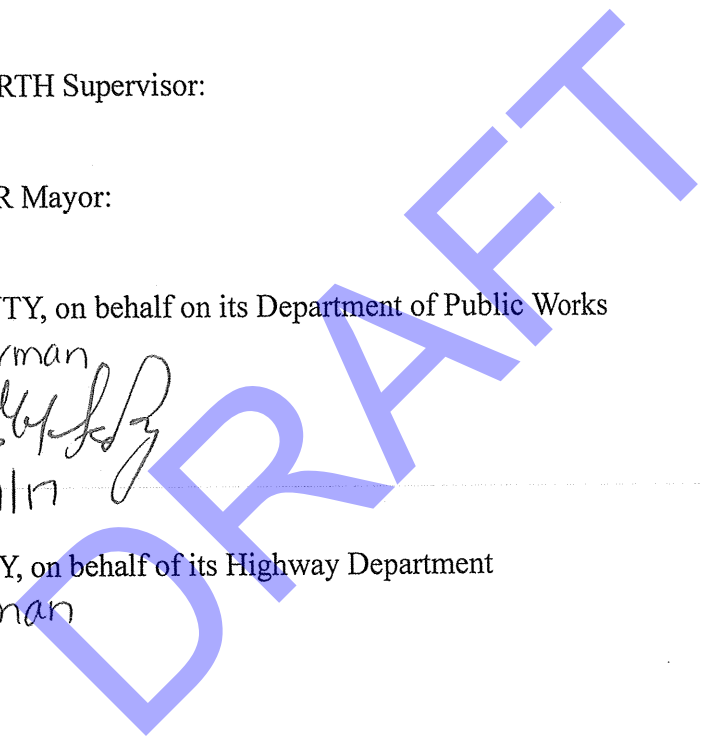 RTH Supervisor:
R Mayor:
TY, on behalf on its Department of Public Works
rman
Y, on behalf of its Highway Department
man
DRAFT